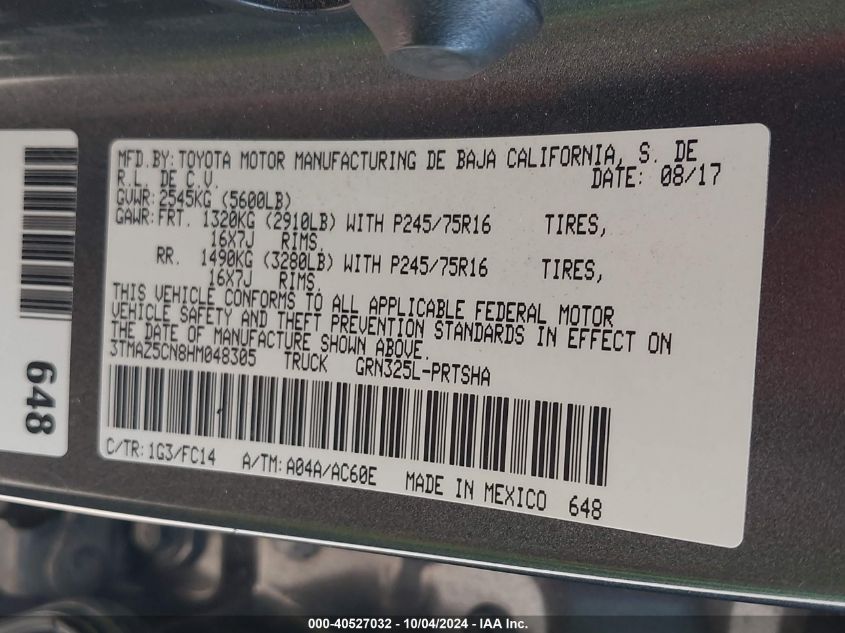 MFD.BY: TOYOTA MOTOR MANUFACTURING DE BAJA CALIFORNIA, S. DE
R.L. DE C.V. DATE: 08/17
GVWR: 2545KG (5600LB)
GAWR: FRT. 1320KG (2910LB) WITH P245/75R16 TIRES,
16X7J RIMS.
RR. 1490KG (3280LB) WITH P245/75R16 TIRES,
16X7J RIMS.
THIS VEHICLE CONFORMS TO ALL APPLICABLE FEDERAL MOTOR
VEHICLE SAFETY AND THEFT PREVENTION STANDARDS IN EFFECT ON
THE DATE OF MANUFACTURE SHOWN ABOVE.
3TMAZ5CN8HM048305 TRUCK GRN325L-PRTSHA
C/TR: 1G3/FC14 A/TM: A04A/AC60E MADE IN MEXICO 648
648
000-40527032 - 10/04/2024 - IAA Inc.